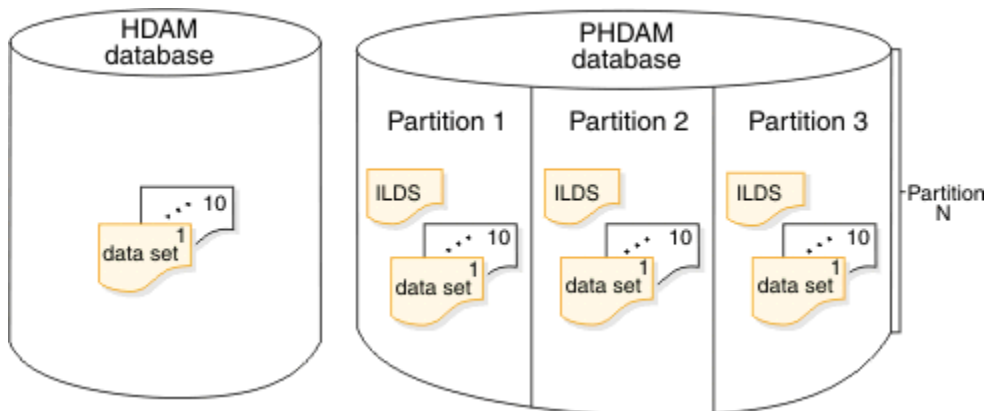 HDAM
database
10
1
data set
PHDAM
database
Partition 1
Partition 2
Partition 3
ILDS
ILDS
ILDS
10
1
data set
10
1
data set
10
1
data set
Partition
N